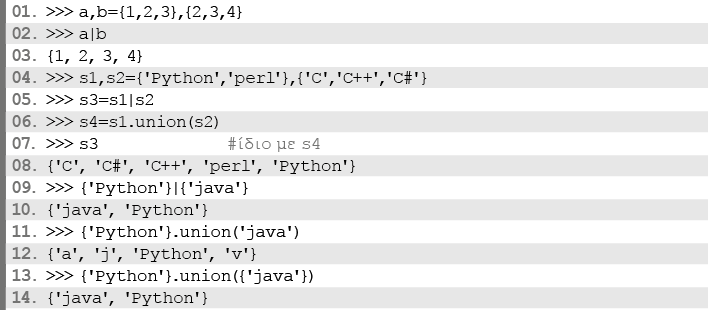 01. >>> a,b={1,2,3},{2,3,4}
02. >>> a|b
03. {1, 2, 3, 4}
04. >>> s1,s2={'Python','perl'},{'C','C++','C#'}
05. >>> s3=s1|s2
06. >>> s4=s1.union(s2)
07. >>> s3 #ίδιο με s4
08. {'C', 'C#', 'C++', 'perl', 'Python'}
09. >>> {'Python'}|{'java'}
10. {'java', 'Python'}
11. >>> {'Python'}.union('java')
12. {'a', 'j', 'Python', 'v'}
13. >>> {'Python'}.union({'java'})
14. {'java', 'Python'}